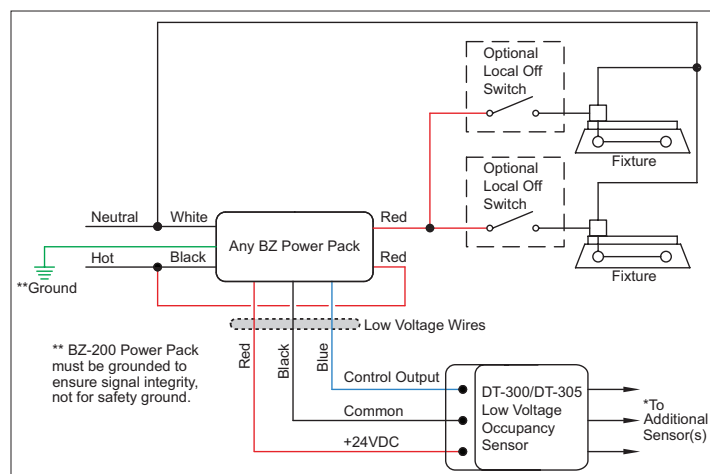 Optional
Local Off
Switch
Fixture
Optional
Local Off
Switch
Fixture
Neutral
White
Red
Any BZ Power Pack
Hot
Black
Red
**Ground
Low Voltage Wires
Red
Black
Blue
** BZ-200 Power Pack
must be grounded to
ensure signal integrity,
not for safety ground.
Control Output
Common
+24VDC
DT-300/DT-305
Low Voltage
Occupancy
Sensor
*To
Additional
Sensor(s)